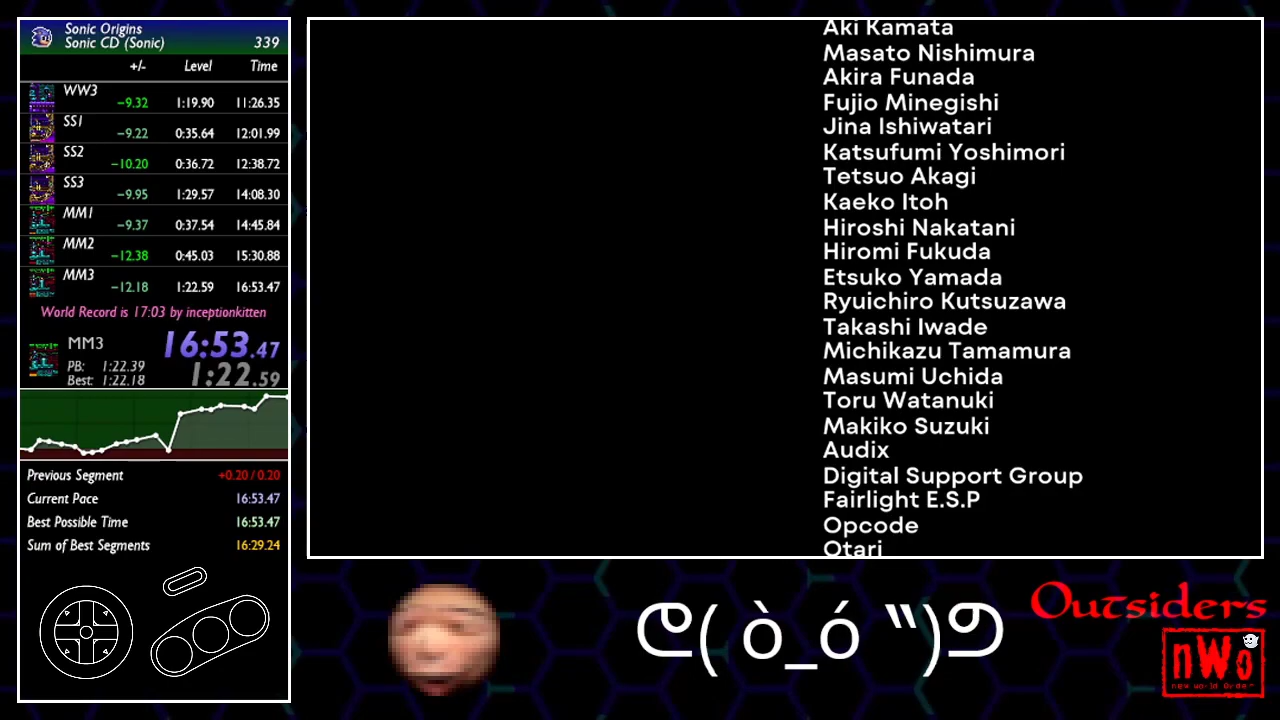 Sonic Origins
Sonic CD (Sonic) 339
+/- Level Time
WW3 -9.32 1:19.90 11:26.35
SS1 -9.22 0:35.64 12:01.99
SS2 -10.20 0:36.72 12:38.72
SS3 -9.95 1:29.57 14:08.30
MM1 -9.37 0:37.54 14:45.84
MM2 -12.38 0:45.03 15:30.88
MM3 -12.18 1:22.59 16:53.47
World Record is 17:03 by inceptionkitten
MM3 16:53.47
PB: 1:22.39
Best: 1:22.18 1:22.59
Previous Segment +0.20 / 0.20
Current Pace 16:53.47
Best Possible Time 16:53.47
Sum of Best Segments 16:29.24
Aki Kamata
Masato Nishimura
Akira Funada
Fujio Minegishi
Jina Ishiwatari
Katsufumi Yoshimori
Tetsuo Akagi
Kaeko Itoh
Hiroshi Nakatani
Hiromi Fukuda
Etsuko Yamada
Ryuichiro Kutsuzawa
Takashi Iwade
Michikazu Tamamura
Masumi Uchida
Toru Watanuki
Makiko Suzuki
Audix
Digital Support Group
Fairlight E.S.P
Opcode
Otari
ᕦ( ò_ó ‶)ᕤ
Outsiders
nWo
new world Order